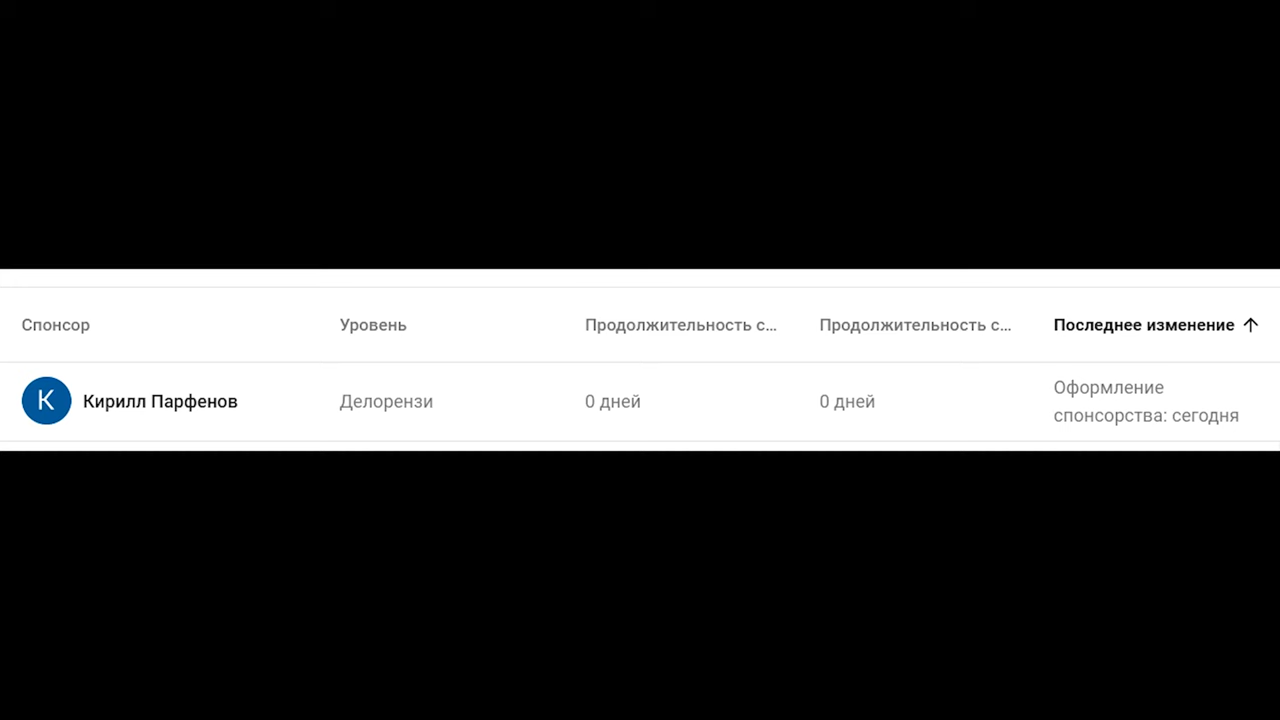 Спонсор
Уровень
Продолжительность с...
Продолжительность с...
Последнее изменение
К
Кирилл Парфенов
Делорензи
0 дней
0 дней
Оформление
спонсорства: сегодня